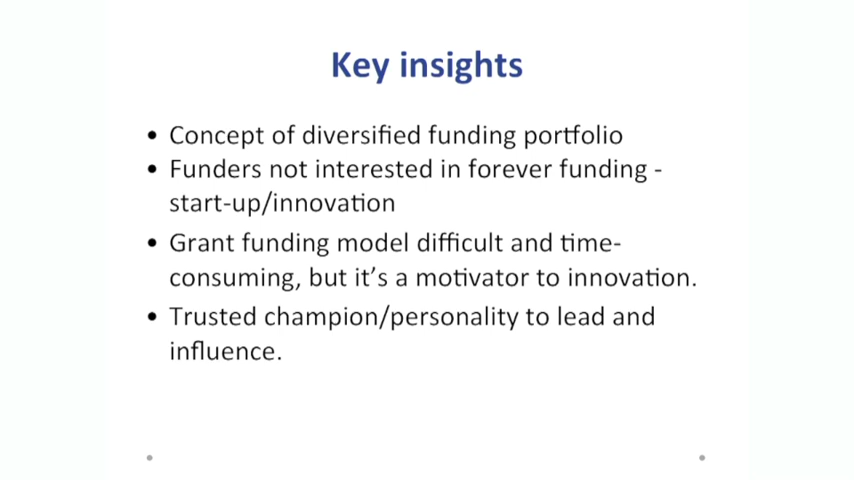 Key insights
• Concept of diversified funding portfolio
• Funders not interested in forever funding -
start-up/innovation
• Grant funding model difficult and time-
consuming, but it’s a motivator to innovation.
• Trusted champion/personality to lead and
influence.